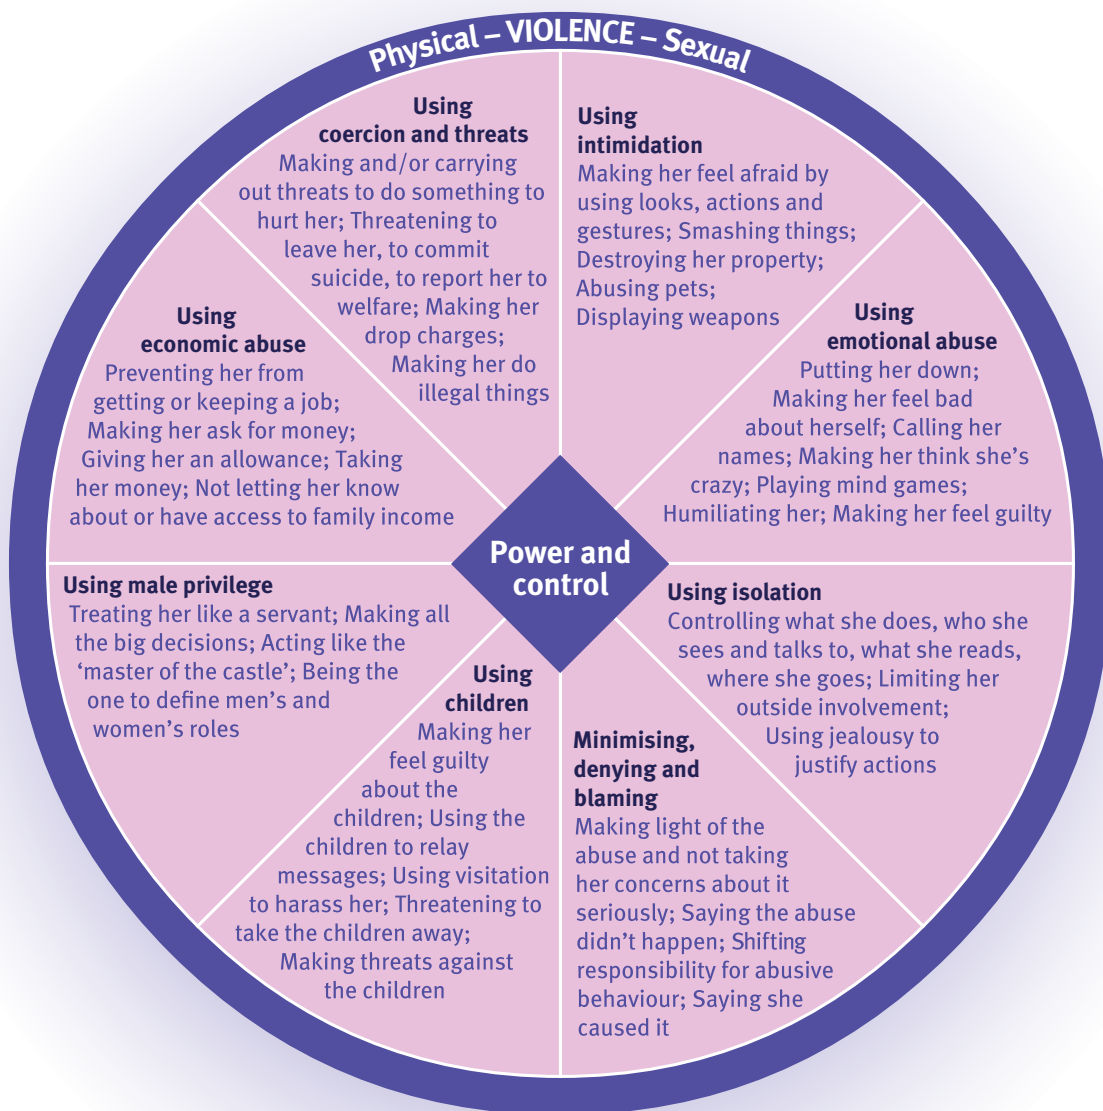 Physical – VIOLENCE – Sexual
Using
coercion and threats
Making and/or carrying
out threats to do something to
hurt her; Threatening to
leave her, to commit
suicide, to report her to
welfare; Making her
drop charges;
Making her do
illegal things
Using
intimidation
Making her feel afraid by
using looks, actions and
gestures; Smashing things;
Destroying her property;
Abusing pets;
Displaying weapons
Using
emotional abuse
Putting her down;
Making her feel bad
about herself; Calling her
names; Making her think she’s
crazy; Playing mind games;
Humiliating her; Making her feel guilty
Using isolation
Controlling what she does, who she
sees and talks to, what she reads,
where she goes; Limiting her
outside involvement;
Using jealousy to
justify actions
Minimising,
denying and
blaming
Making light of the
abuse and not taking
her concerns about it
seriously; Saying the abuse
didn’t happen; Shifting
responsibility for abusive
behaviour; Saying she
caused it
Using
children
Making her
feel guilty
about the
children; Using the
children to relay
messages; Using visitation
to harass her; Threatening to
take the children away;
Making threats against
the children
Using male privilege
Treating her like a servant; Making all
the big decisions; Acting like the
‘master of the castle’; Being the
one to define men’s and
women’s roles
Using
economic abuse
Preventing her from
getting or keeping a job;
Making her ask for money;
Giving her an allowance; Taking
her money; Not letting her know
about or have access to family income
Power and
control